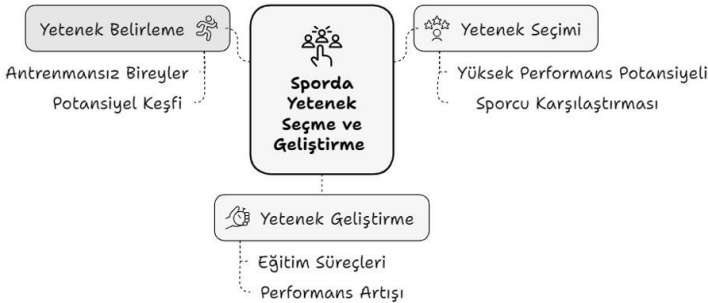 Yetenek Belirleme
Antrenmansız Bireyler
Potansiyel Keşfi
Sporda
Yetenek
Seçme ve
Geliştirme
Yetenek Seçimi
Yüksek Performans Potansiyeli
Sporcu Karşılaştırması
Yetenek Geliştirme
Eğitim Süreçleri
Performans Artışı